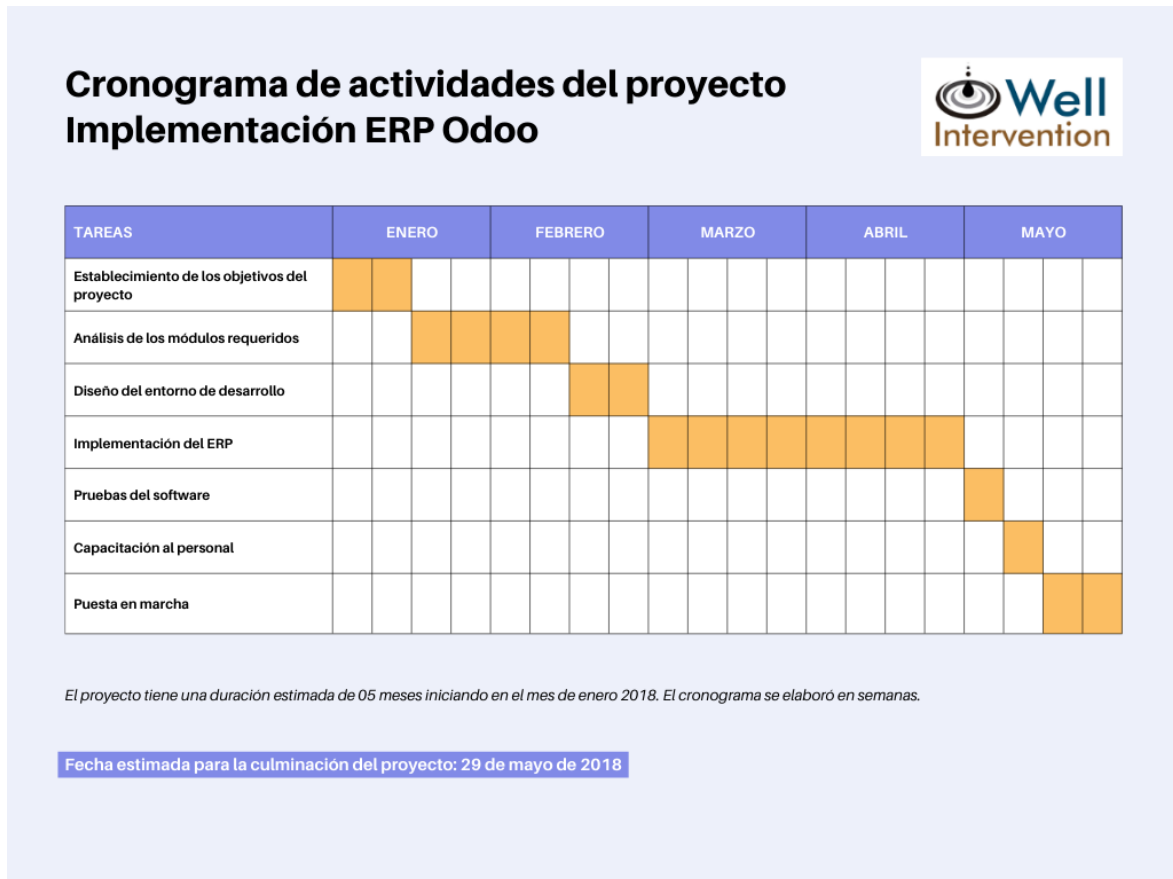 Cronograma de actividades del proyecto
Implementación ERP Odoo
Well
Intervention
TAREAS
ENERO
FEBRERO
MARZO
ABRIL
MAYO
Establecimiento de los objetivos del
proyecto
Análisis de los módulos requeridos
Diseño del entorno de desarrollo
Implementación del ERP
Pruebas del software
Capacitación al personal
Puesta en marcha
El proyecto tiene una duración estimada de 05 meses iniciando en el mes de enero 2018. El cronograma se elaboró en semanas.
Fecha estimada para la culminación del proyecto: 29 de mayo de 2018